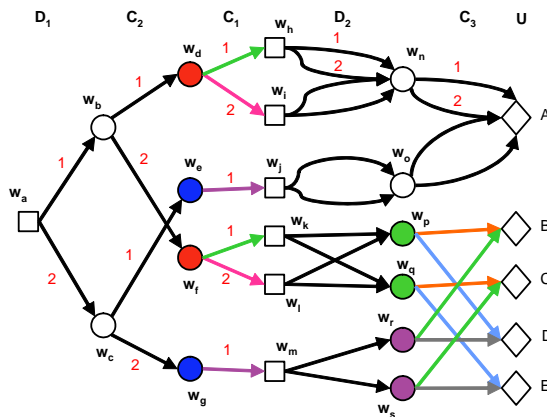 D1 C2 C1 D2 C3 U
wh
wd 1 1 wn
1 2 1
wb 2 2 A
wi
1 2
we wj wo
wa 1
wk wp B
2 1 1
wf 2 wq C
wl
wr
wc wm D
2 1
wg ws E